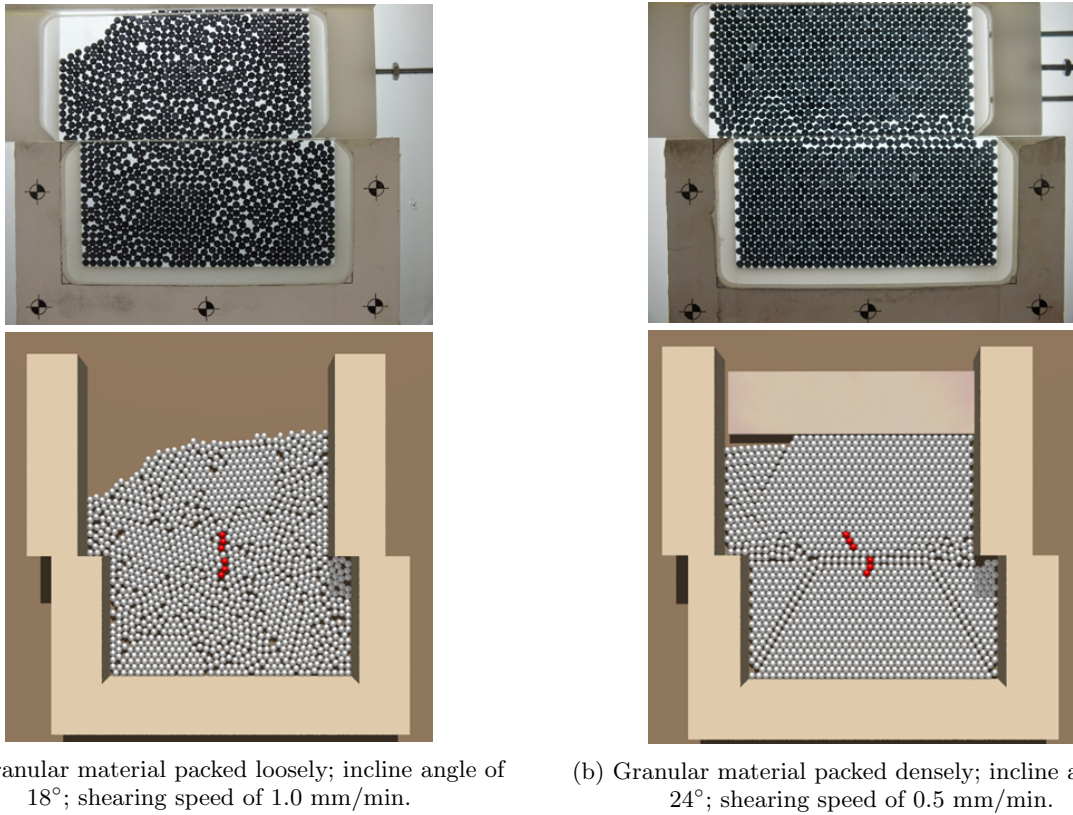 ranular material packed loosely; incline angle of
18°; shearing speed of 1.0 mm/min.
(b) Granular material packed densely; incline a
24°; shearing speed of 0.5 mm/min.